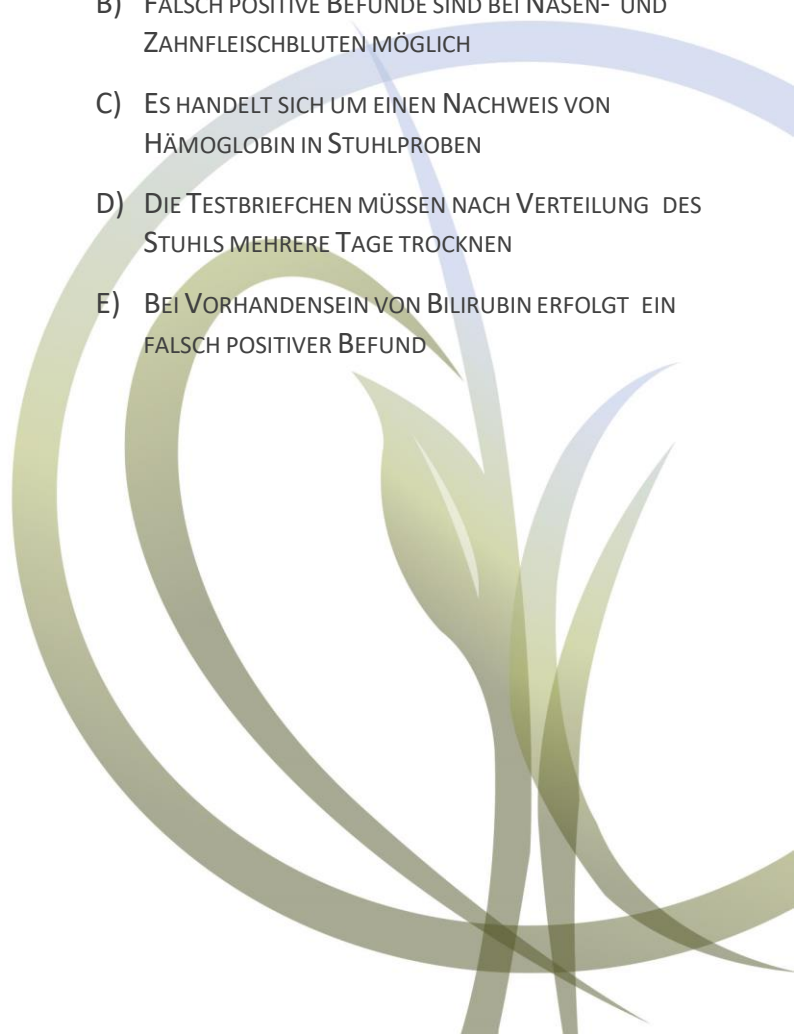 B) FALSCH POSITIVE BEFUNDE SIND BEI NASEN- UND
ZAHNFLEISCHBLUTEN MÖGLICH
C) ES HANDELT SICH UM EINEN NACHWEIS VON
HÄMOGLOBIN IN STUHLPROBEN
D) DIE TESTBRIEFCHEN MÜSSEN NACH VERTEILUNG DES
STUHLS MEHRERE TAGE TROCKNEN
E) BEI VORHANDENSEIN VON BILIRUBIN ERFOLGT EIN
FALSCH POSITIVER BEFUND